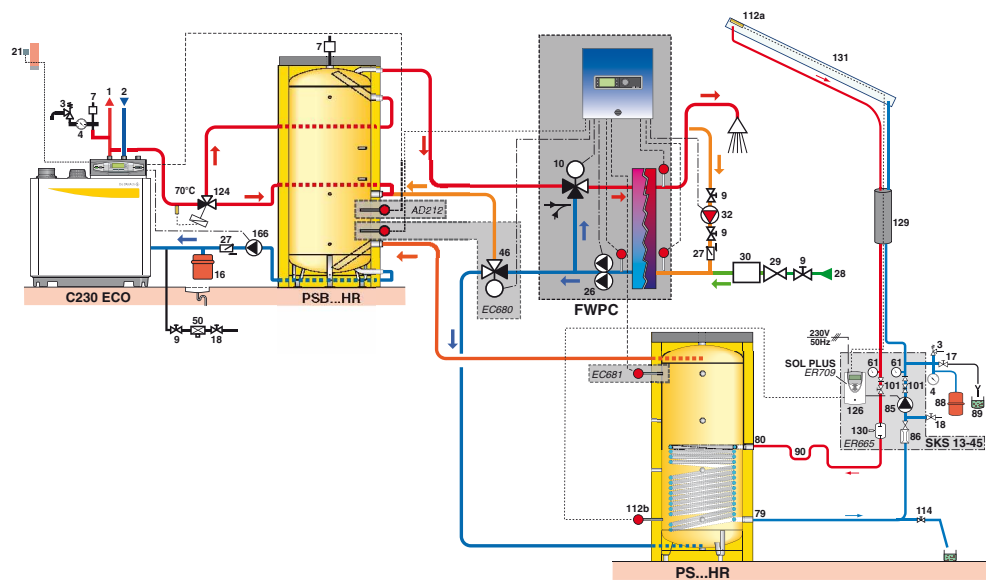 112a
131
21
7
1
2
3
7
4
10
9
32
9
27
70°C
124
AD212
129
166
27
46
16
EC680
26
30
29
9
28
C230 ECO
PSB...HR
FWPC
50
9
18
230V
50Hz
SOL PLUS
ER709
61
61
3
17
EC681
101
101
4
126
85
88
89
18
130
86
ER665
SKS 13-45
80
90
112b
79
114
PS...HR